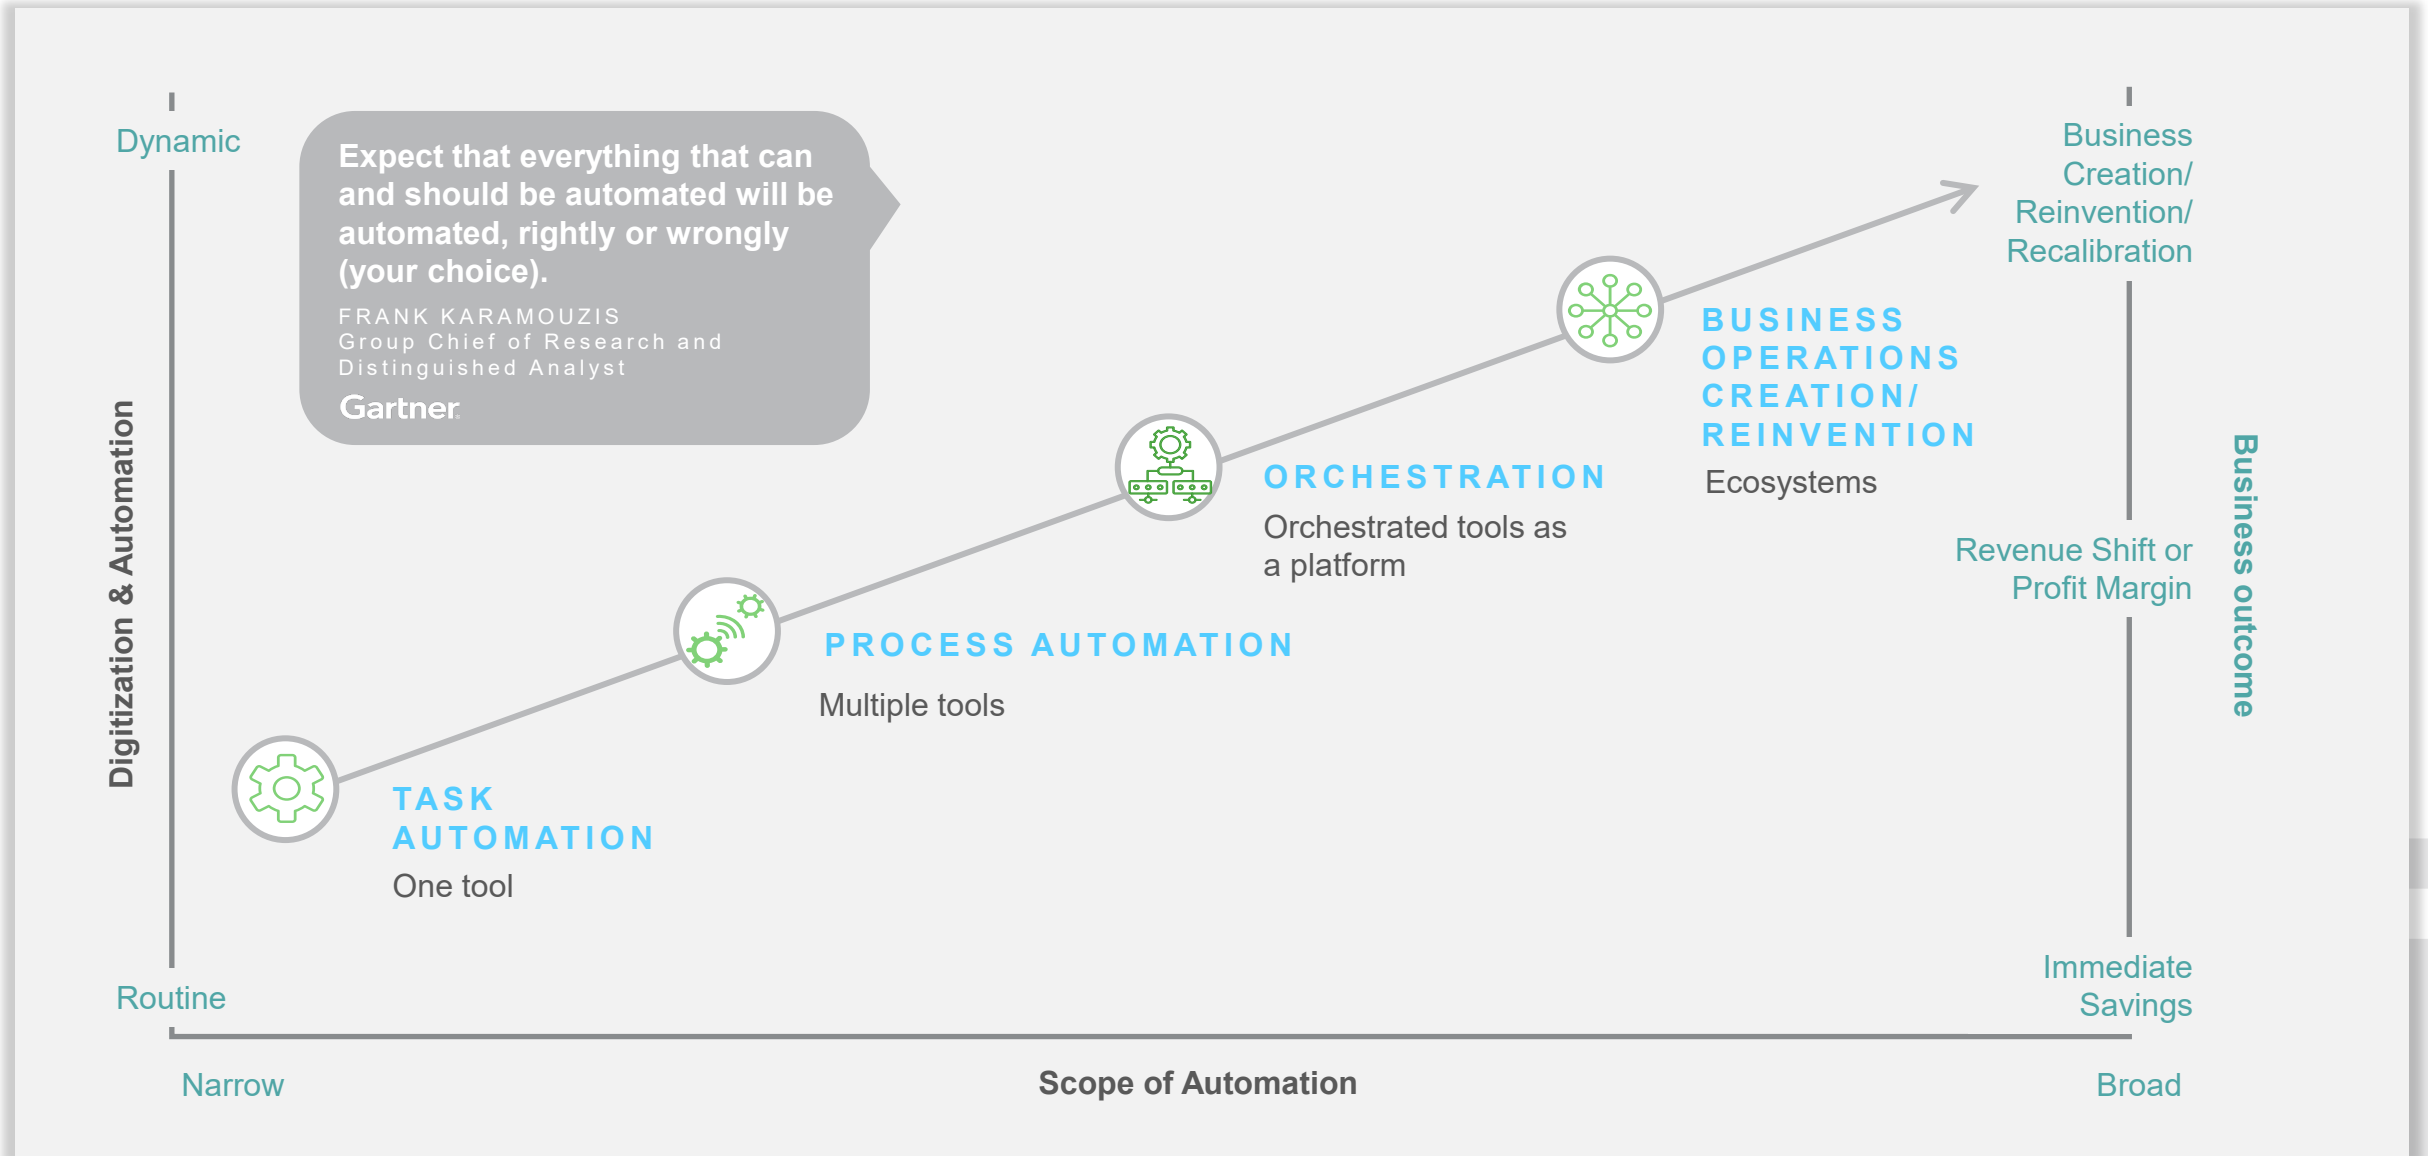 Dynamic
Expect that everything that can
and should be automated will be
automated, rightly or wrongly
(your choice).
FRANK KARAMOUZIS
Group Chief of Research and
Distinguished Analyst
Gartner
Business
Creation/
Reinvention/
Recalibration
BUSINESS
OPERATIONS
CREATION/
REINVENTION
Ecosystems
ORCHESTRATION
Orchestrated tools as
a platform
Revenue Shift or
Profit Margin
Digitization & Automation
Business outcome
PROCESS AUTOMATION
Multiple tools
TASK
AUTOMATION
One tool
Routine
Immediate
Savings
Narrow
Scope of Automation
Broad